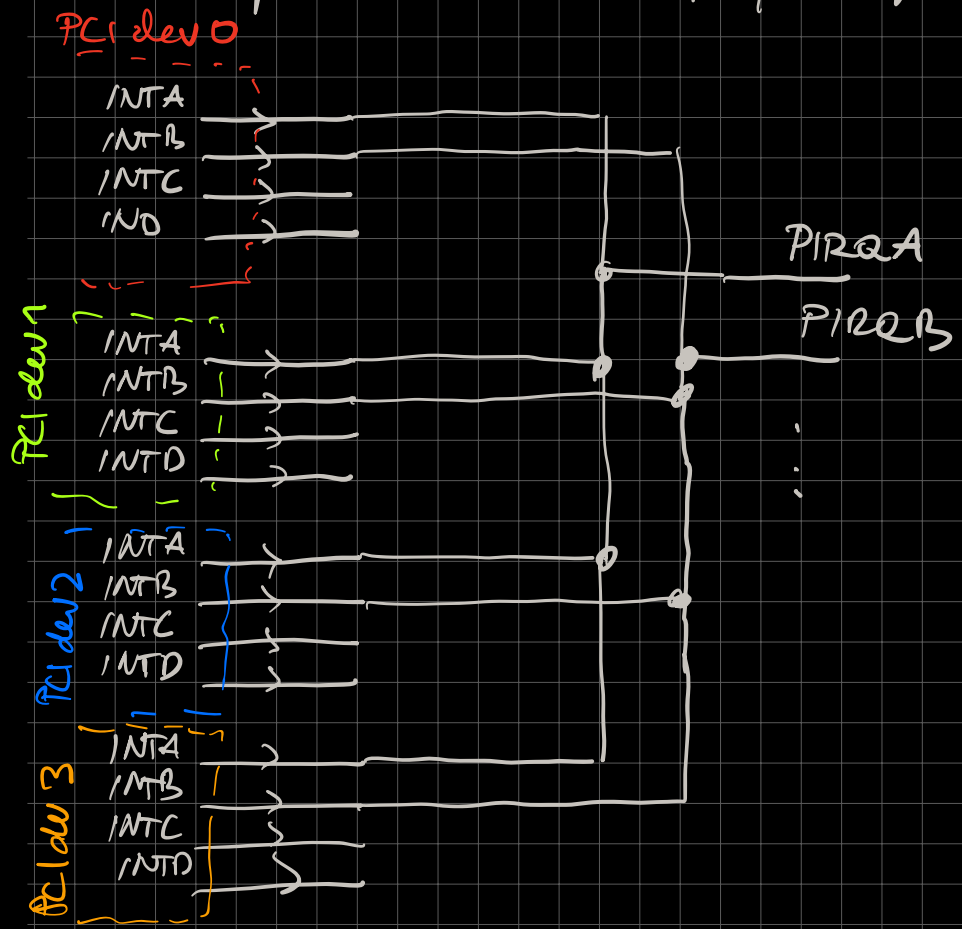 PCI dev 0
INTA
INTB
INTC
IND
PIRQA
PIRQB
PCI dev 1
INTA
INTB
INTC
INTD
PCI dev 2
INTA
INTB
INTC
INTD
PCI dev 3
INTA
INTB
INTC
INTD